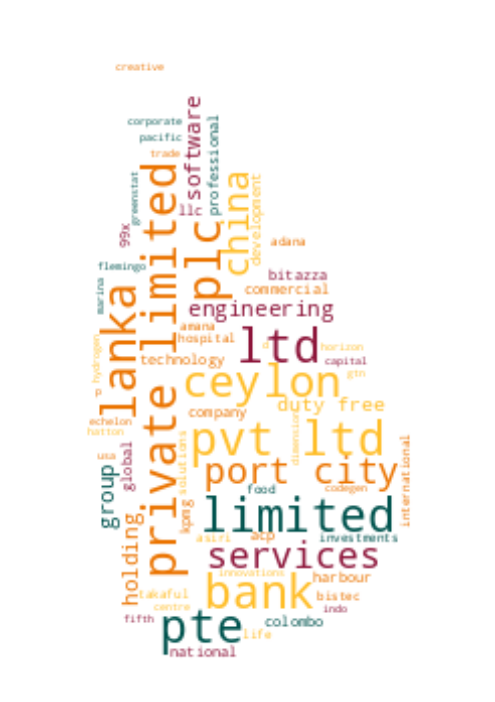 creative
corporate
pacific
trade
software
professional
greenstat
private limited
plc
china
development
llc
99x
adana
flemingo
marina
bitazza
commercial
lanka
engineering
amana
hospital
ltd
a
horizon
technology
capital
hydrogen
p
ceylon
gtn
duty free
company
echelon
hatton
pvt ltd
dimension
solutions
usa
global
port city
international
group
food
codegen
kpmg
limited
holding
asiri
acp
investments
services
innovations
harbour
bank
takaful
bistec
centre
indo
fifth
pte
colombo
life
national